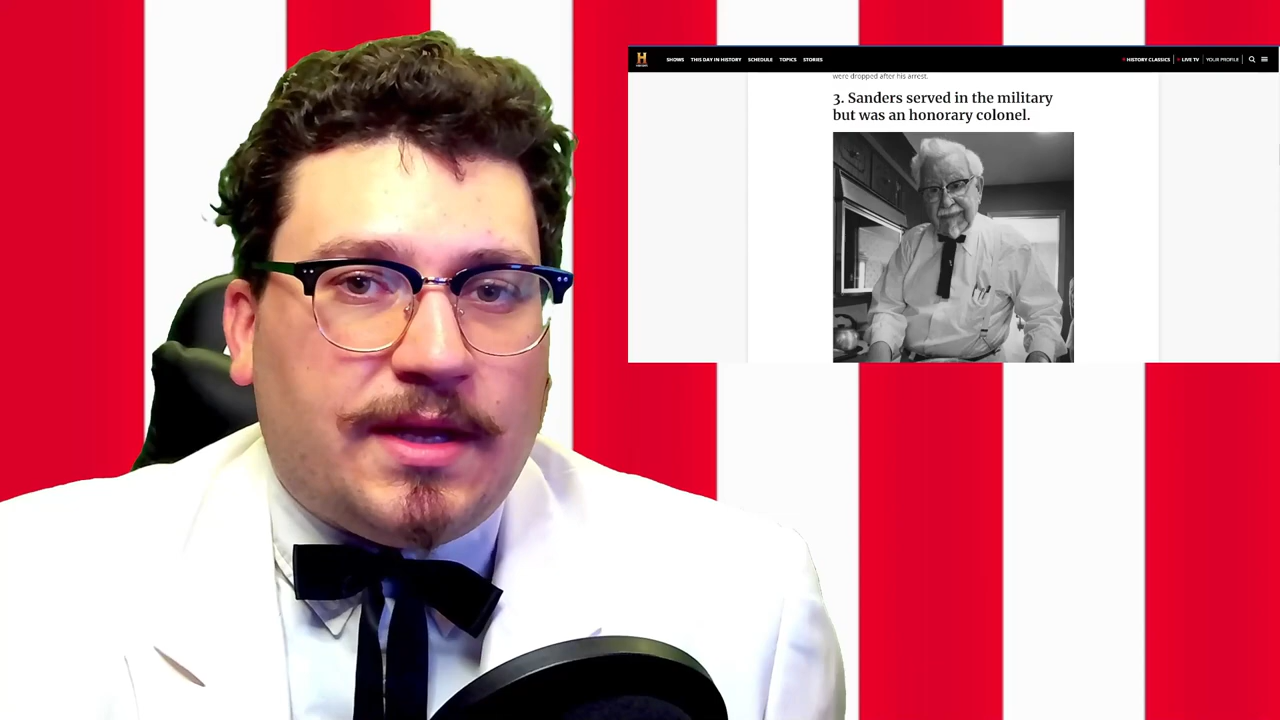 H
HISTORY
SHOWS THIS DAY IN HISTORY SCHEDULE TOPICS STORIES HISTORY CLASSICS LIVE TV YOUR PROFILE
were dropped after his arrest.
3. Sanders served in the military
but was an honorary colonel.